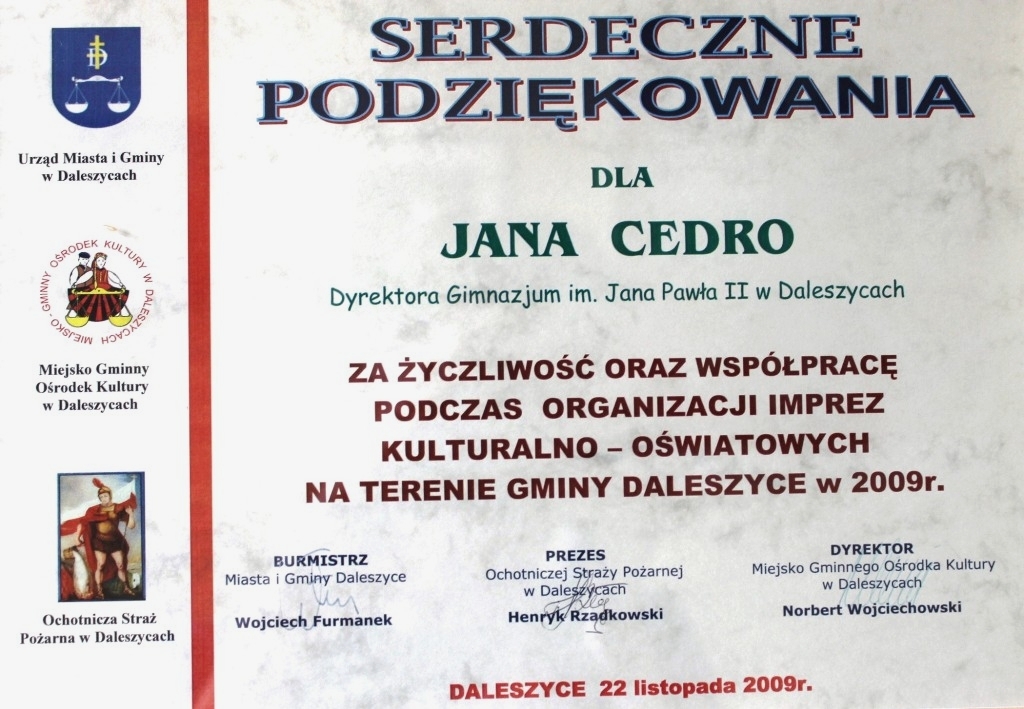 SERDECZNE
PODZIĘKOWANIA
DLA
JANA CEDRO
Dyrektora Gimnazjum im. Jana Pawła II w Daleszycach
ZA ŻYCZLIWOŚĆ ORAZ WSPÓŁPRACĘ
PODCZAS ORGANIZACJI IMPREZ
KULTURALNO – OŚWIATOWYCH
NA TERENIE GMINY DALESZYCE w 2009r.
Urząd Miasta i Gminy
w Daleszycach
MIEJSKO-GMINNY OŚRODEK KULTURY W DALESZYCACH
Miejsko Gminny
Ośrodek Kultury
w Daleszycach
Ochotnicza Straż
Pożarna w Daleszycach
BURMISTRZ
Miasta i Gminy Daleszyce
Wojciech Furmanek
PREZES
Ochotniczej Straży Pożarnej
w Daleszycach
Henryk Rządkowski
DYREKTOR
Miejsko Gminnego Ośrodka Kultury
w Daleszycach
Norbert Wojciechowski
DALESZYCE 22 listopada 2009r.